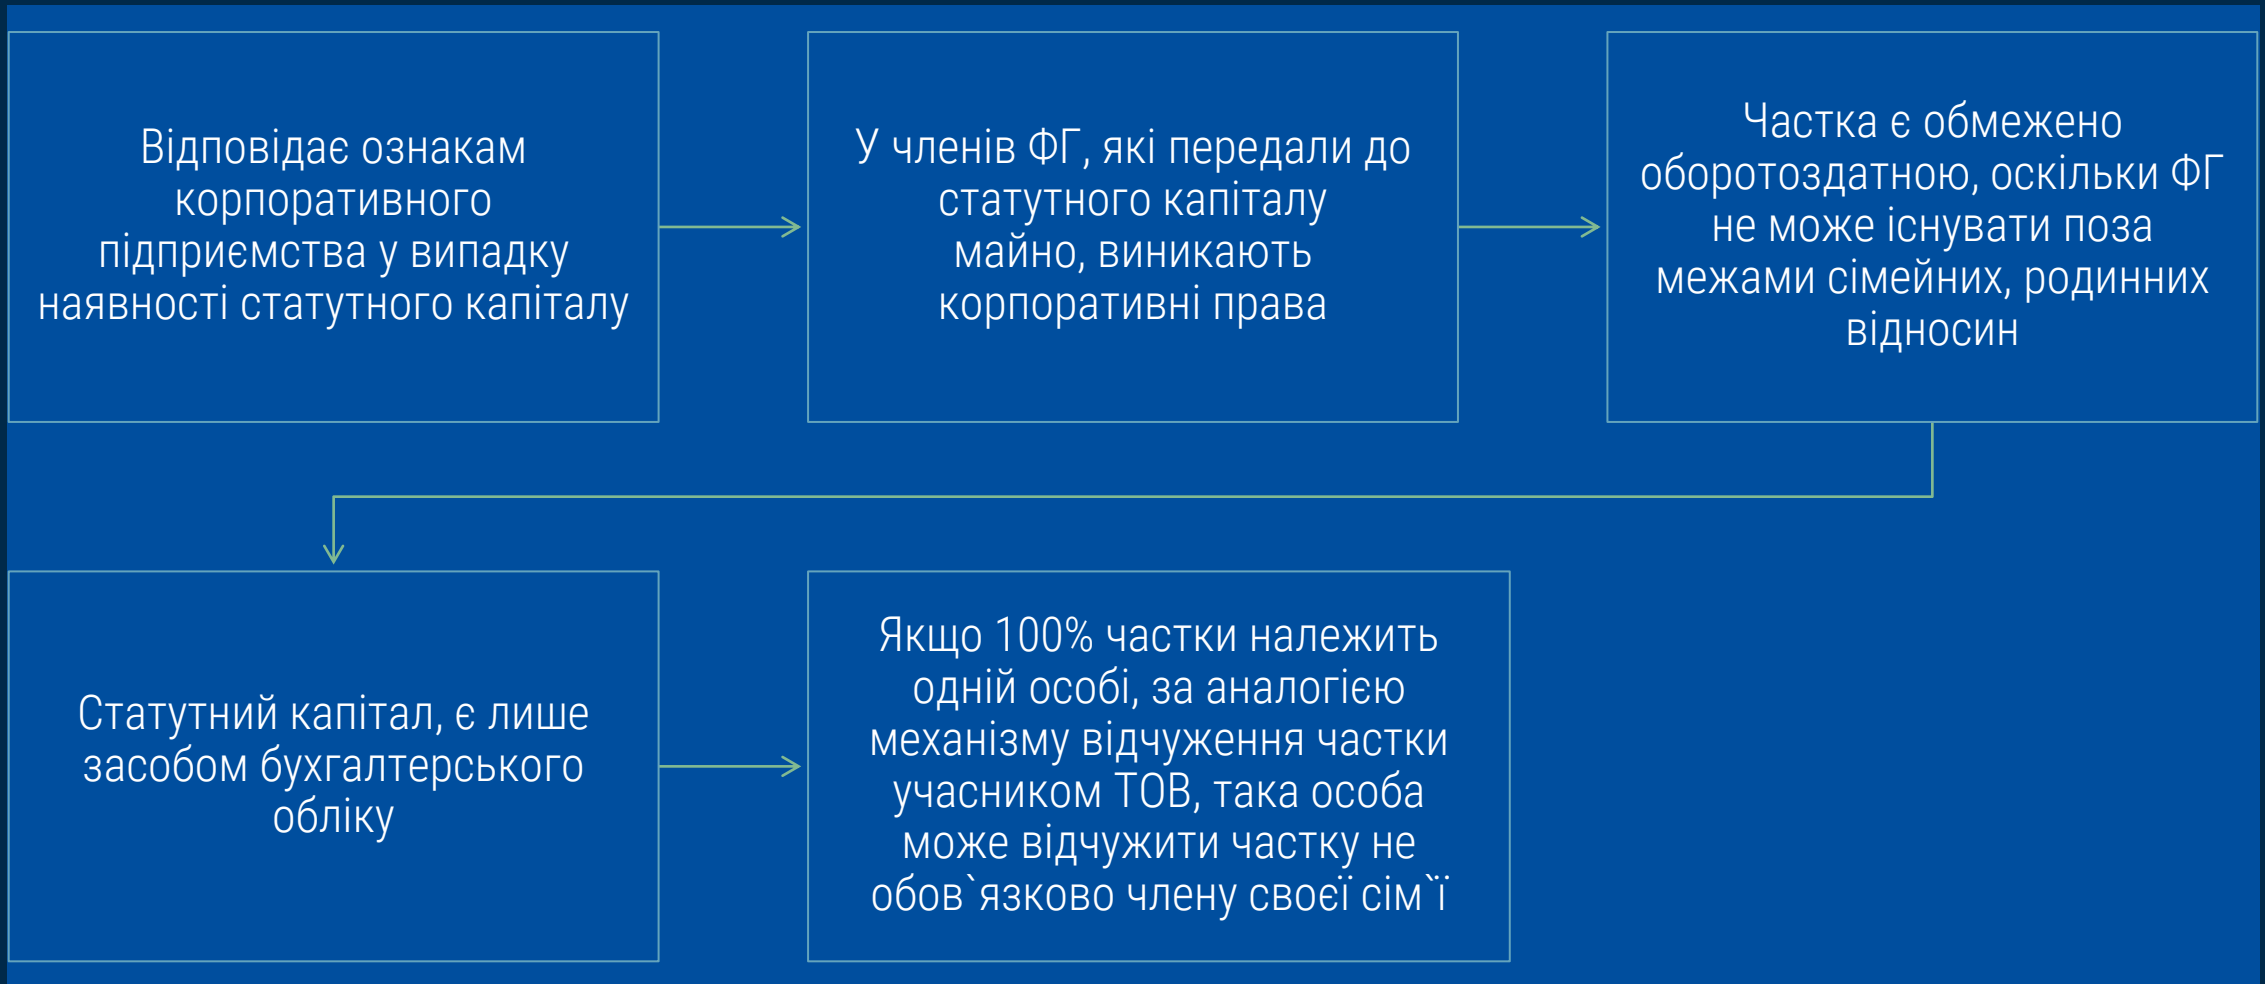 Відповідає ознакам
корпоративного
підприємства у випадку
наявності статутного капіталу
У членів ФГ, які передали до
статутного капіталу
майно, виникають
корпоративні права
Частка є обмежено
оборотоздатною, оскільки ФГ
не може існувати поза
межами сімейних, родинних
відносин
Статутний капітал, є лише
засобом бухгалтерського
обліку
Якщо 100% частки належить
одній особі, за аналогією
механізму відчуження частки
учасником ТОВ, така особа
може відчужити частку не
обов`язково члену своєї сім`ї